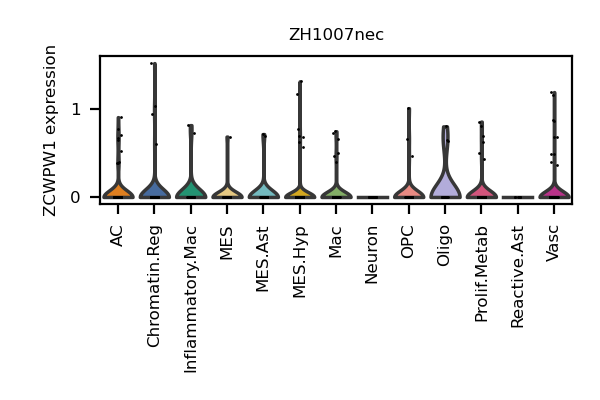 ZH1007nec
ZCWPW1 expression
1
0
AC
Chromatin.Reg
Inflammatory.Mac
MES
MES.Ast
MES.Hyp
Mac
Neuron
OPC
Oligo
Prolif.Metab
Reactive.Ast
Vasc